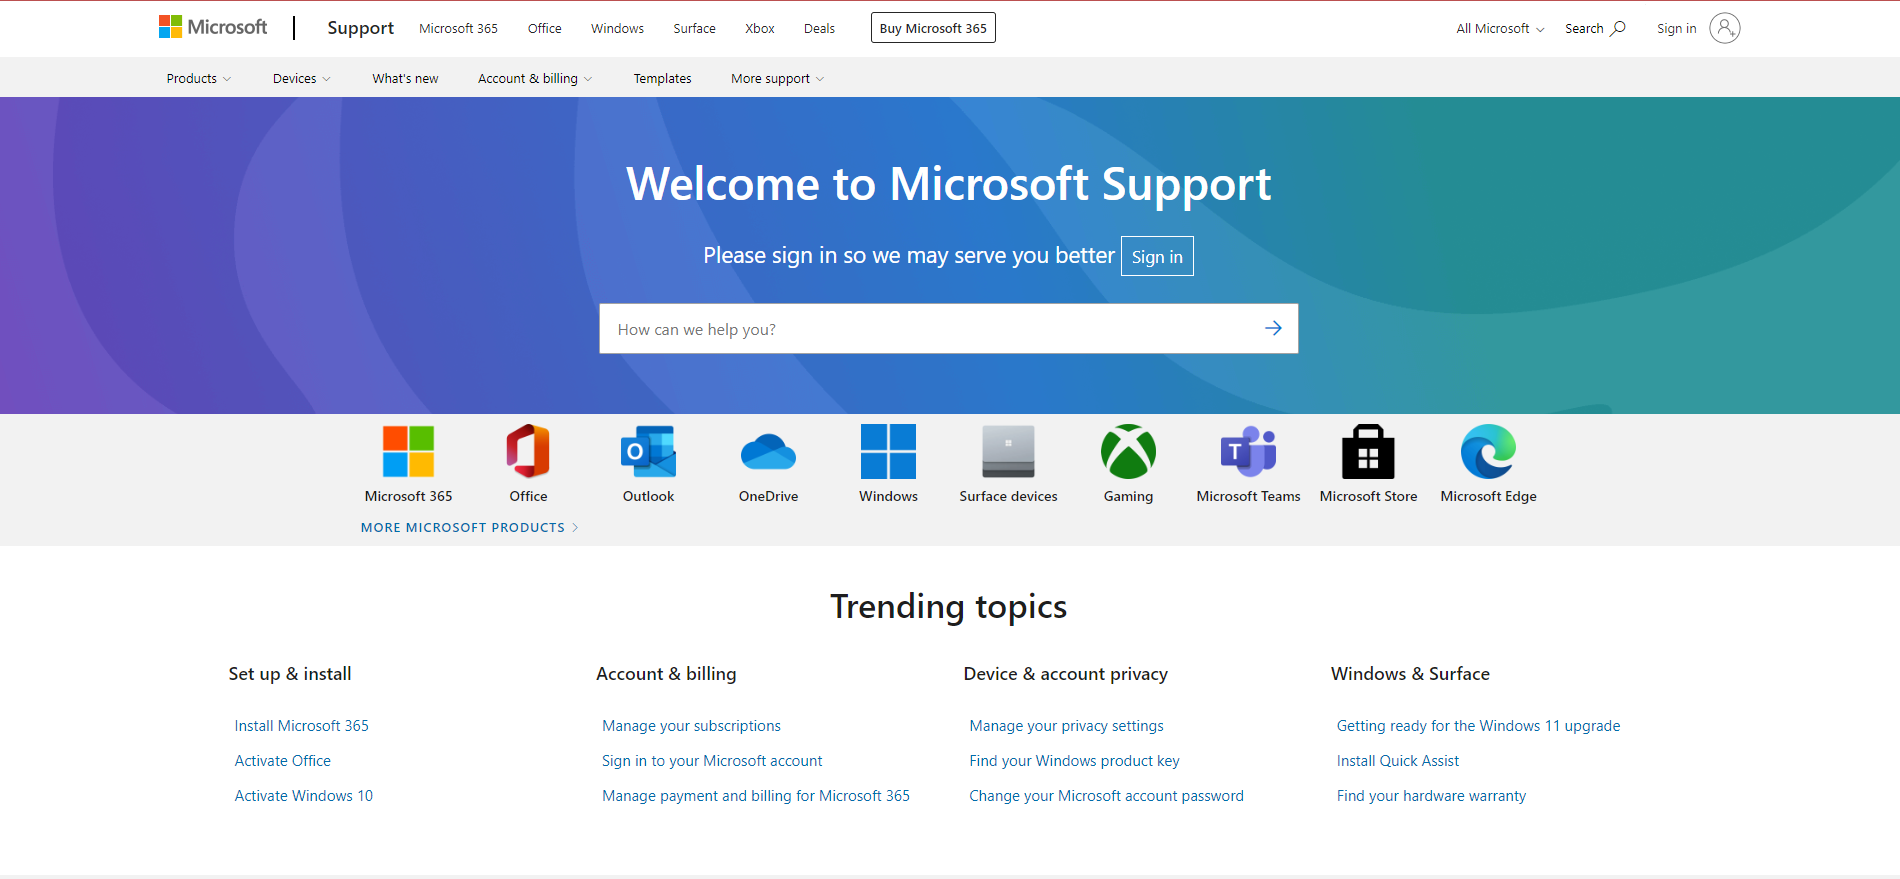 Microsoft Support Microsoft 365 Office Windows Surface Xbox Deals Buy Microsoft 365 All Microsoft Search Sign in
Products Devices What's new Account & billing Templates More support
Welcome to Microsoft Support
Please sign in so we may serve you better Sign in
How can we help you?
O T
Microsoft 365 Office Outlook OneDrive Windows Surface devices Gaming Microsoft Teams Microsoft Store Microsoft Edge
MORE MICROSOFT PRODUCTS
Trending topics
Set up & install Account & billing Device & account privacy Windows & Surface
Install Microsoft 365 Manage your subscriptions Manage your privacy settings Getting ready for the Windows 11 upgrade
Activate Office Sign in to your Microsoft account Find your Windows product key Install Quick Assist
Activate Windows 10 Manage payment and billing for Microsoft 365 Change your Microsoft account password Find your hardware warranty